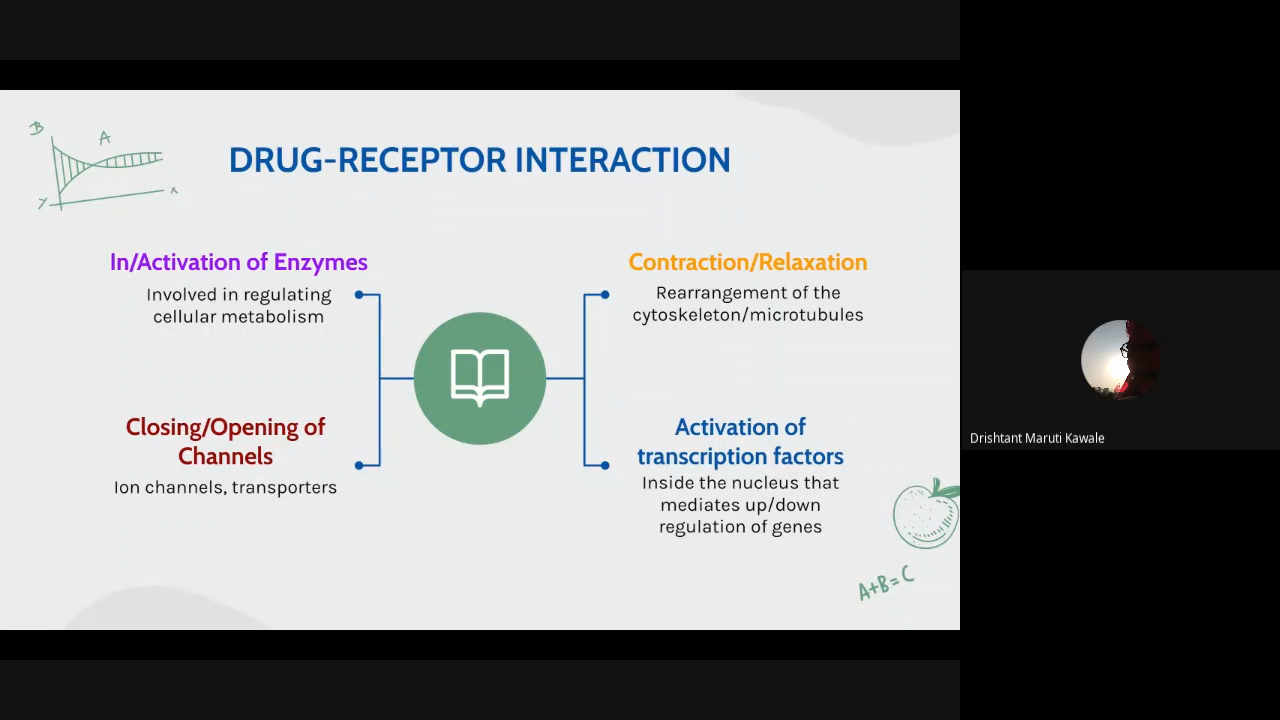 B
A
y
x
DRUG-RECEPTOR INTERACTION
In/Activation of Enzymes
Involved in regulating
cellular metabolism
Contraction/Relaxation
Rearrangement of the
cytoskeleton/microtubules
Closing/Opening of
Channels
Ion channels, transporters
Activation of
transcription factors
Inside the nucleus that
mediates up/down
regulation of genes
A+B=C
Drishtant Maruti Kawale